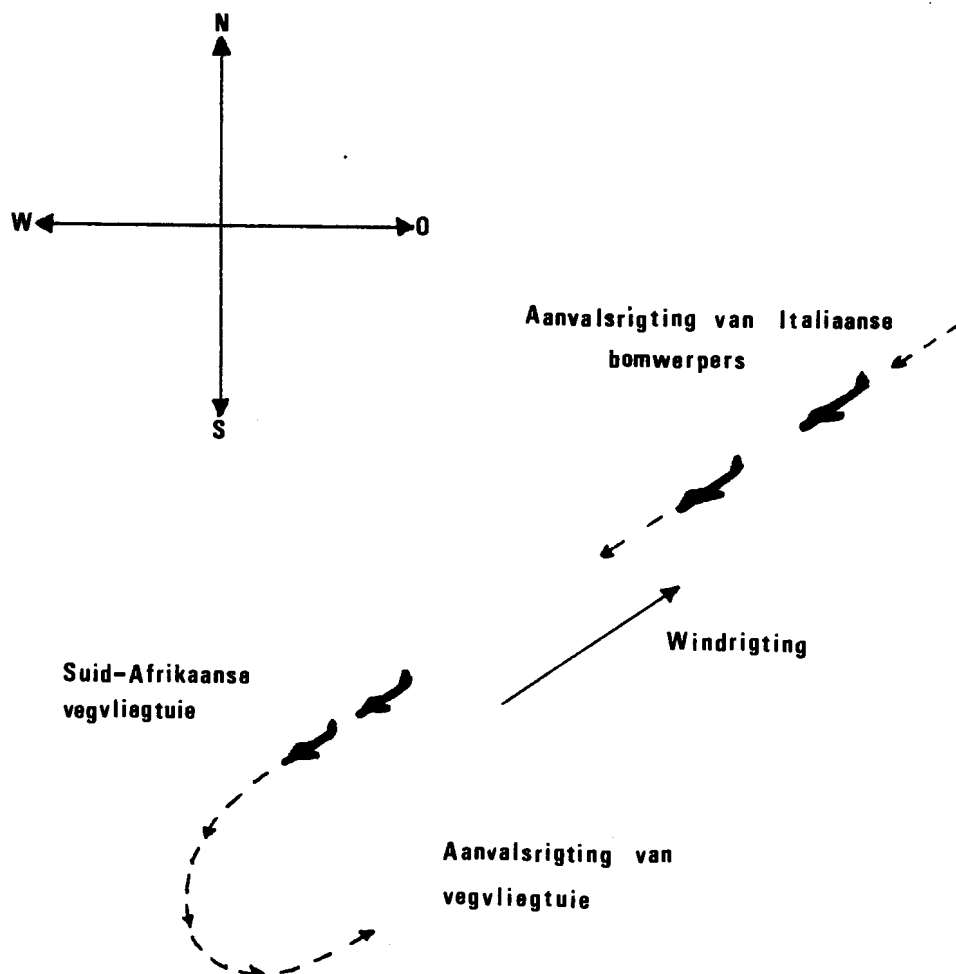 N
W
O
S
Aanvalsrigting van Italiaanse
bomwerpers
Windrigting
Suid-Afrikaanse
vegvliegtuie
Aanvalsrigting van
vegvliegtuie